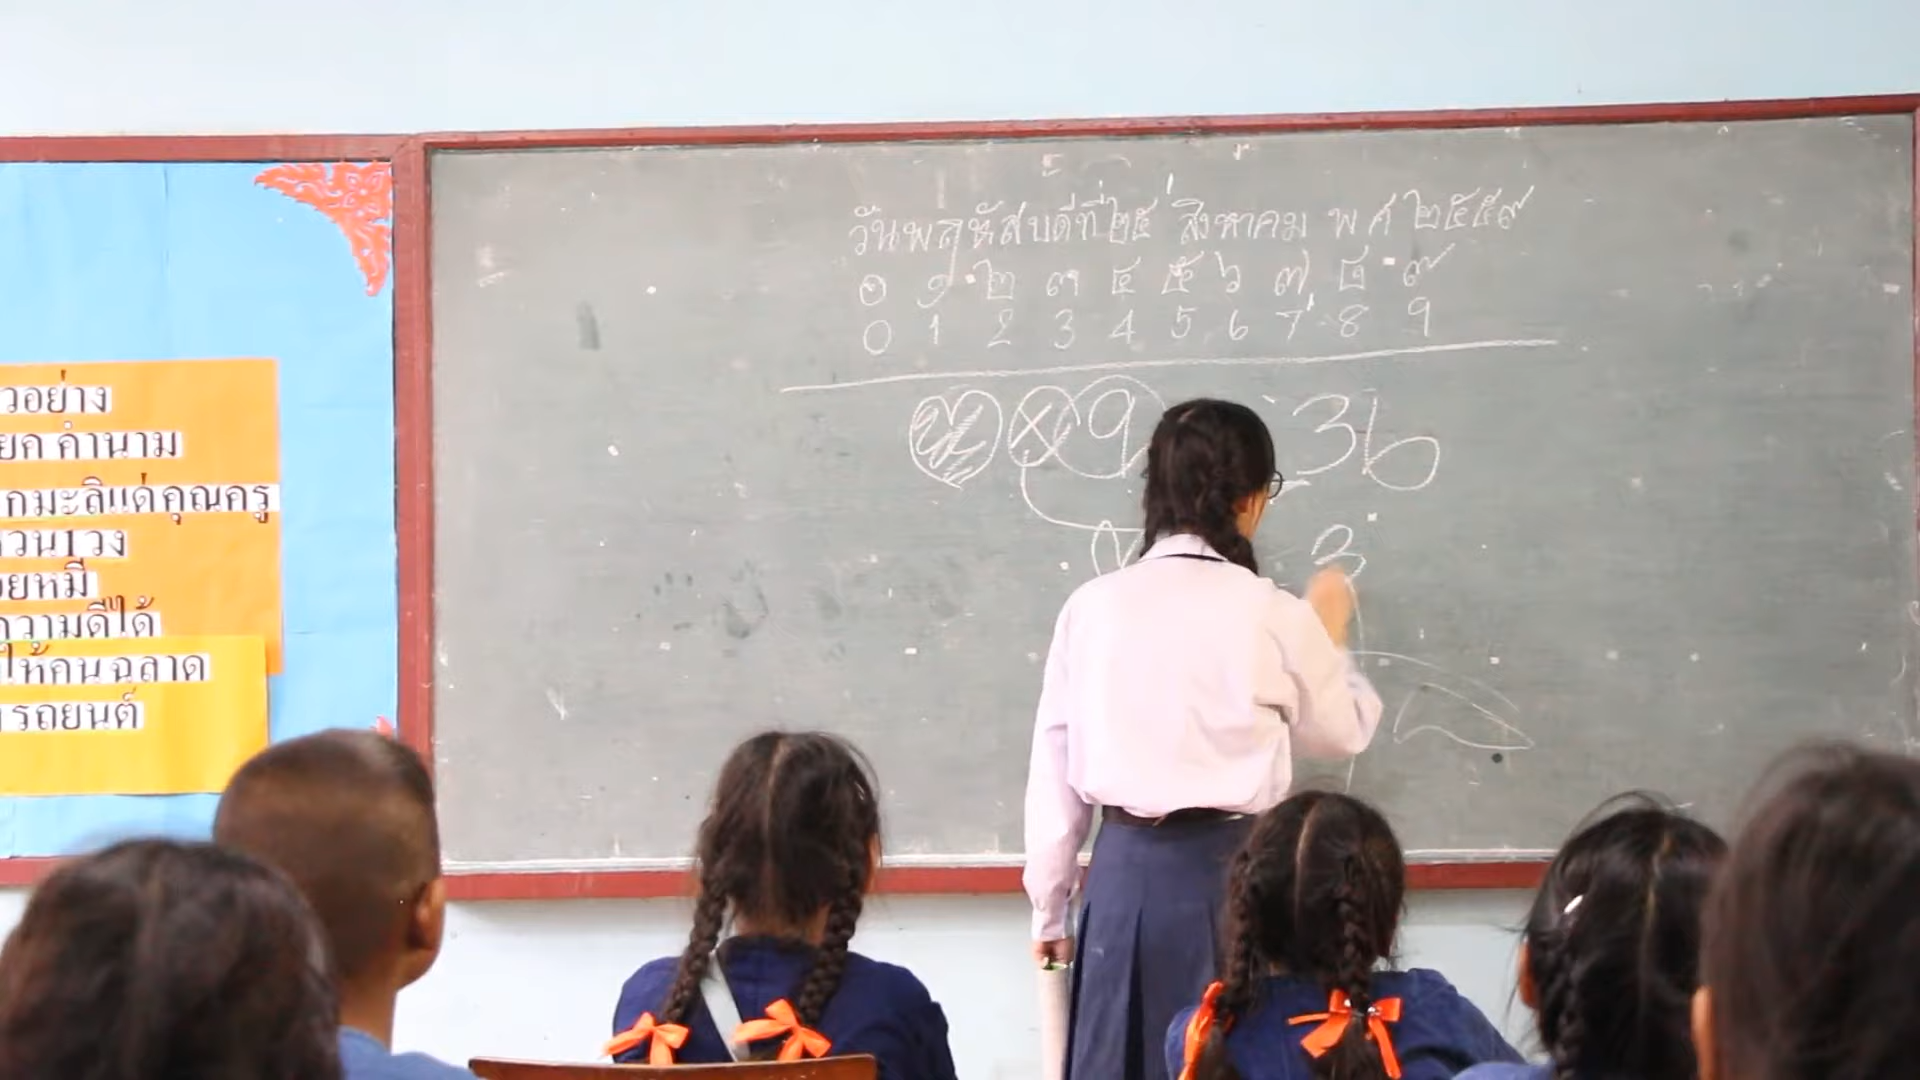 วอย่าง
ยค คำนาม
กมะลิแด่คุณครู
วน1วง
ยหมี
ความดีได้
ให้คนฉลาด
รถยนต์
วันพฤหัสบดีที่ ๒๕ สิงหาคม พ ศ ๒๕๕๙
๐ ๑ ๒ ๓ ๔ ๕ ๖ ๗ ๘ ๙
0 1 2 3 4 5 6 7 8 9
9 36
3